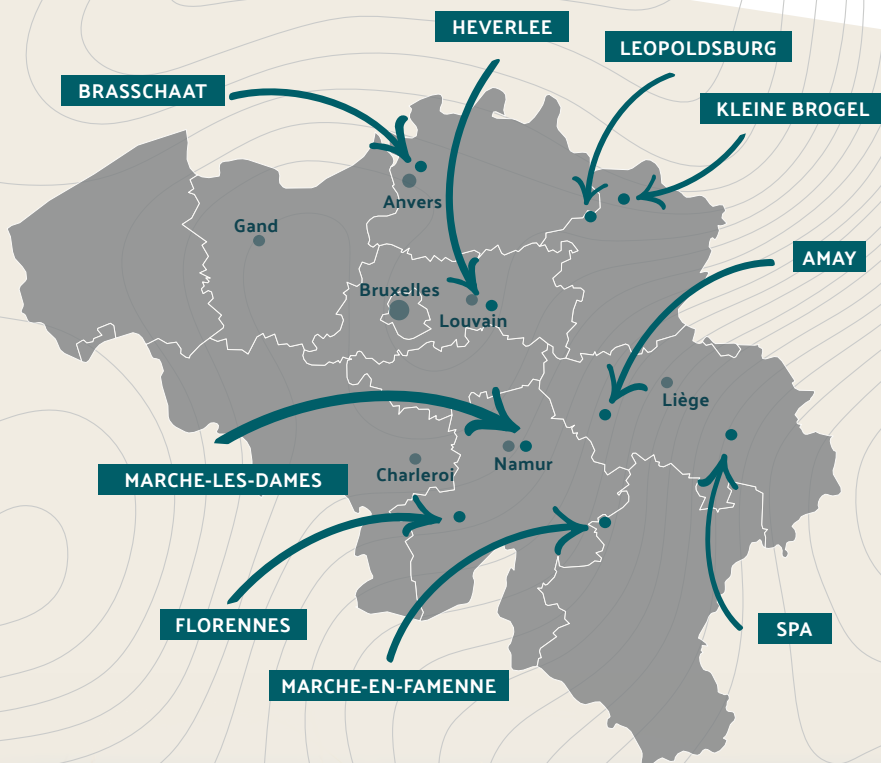 HEVERLEE
LEOPOLDSBURG
BRASSCHAAT
KLEINE BROGEL
Anvers
Gand
AMAY
Bruxelles
Louvain
Liège
Namur
Charleroi
MARCHE-LES-DAMES
FLORENNES
SPA
MARCHE-EN-FAMENNE